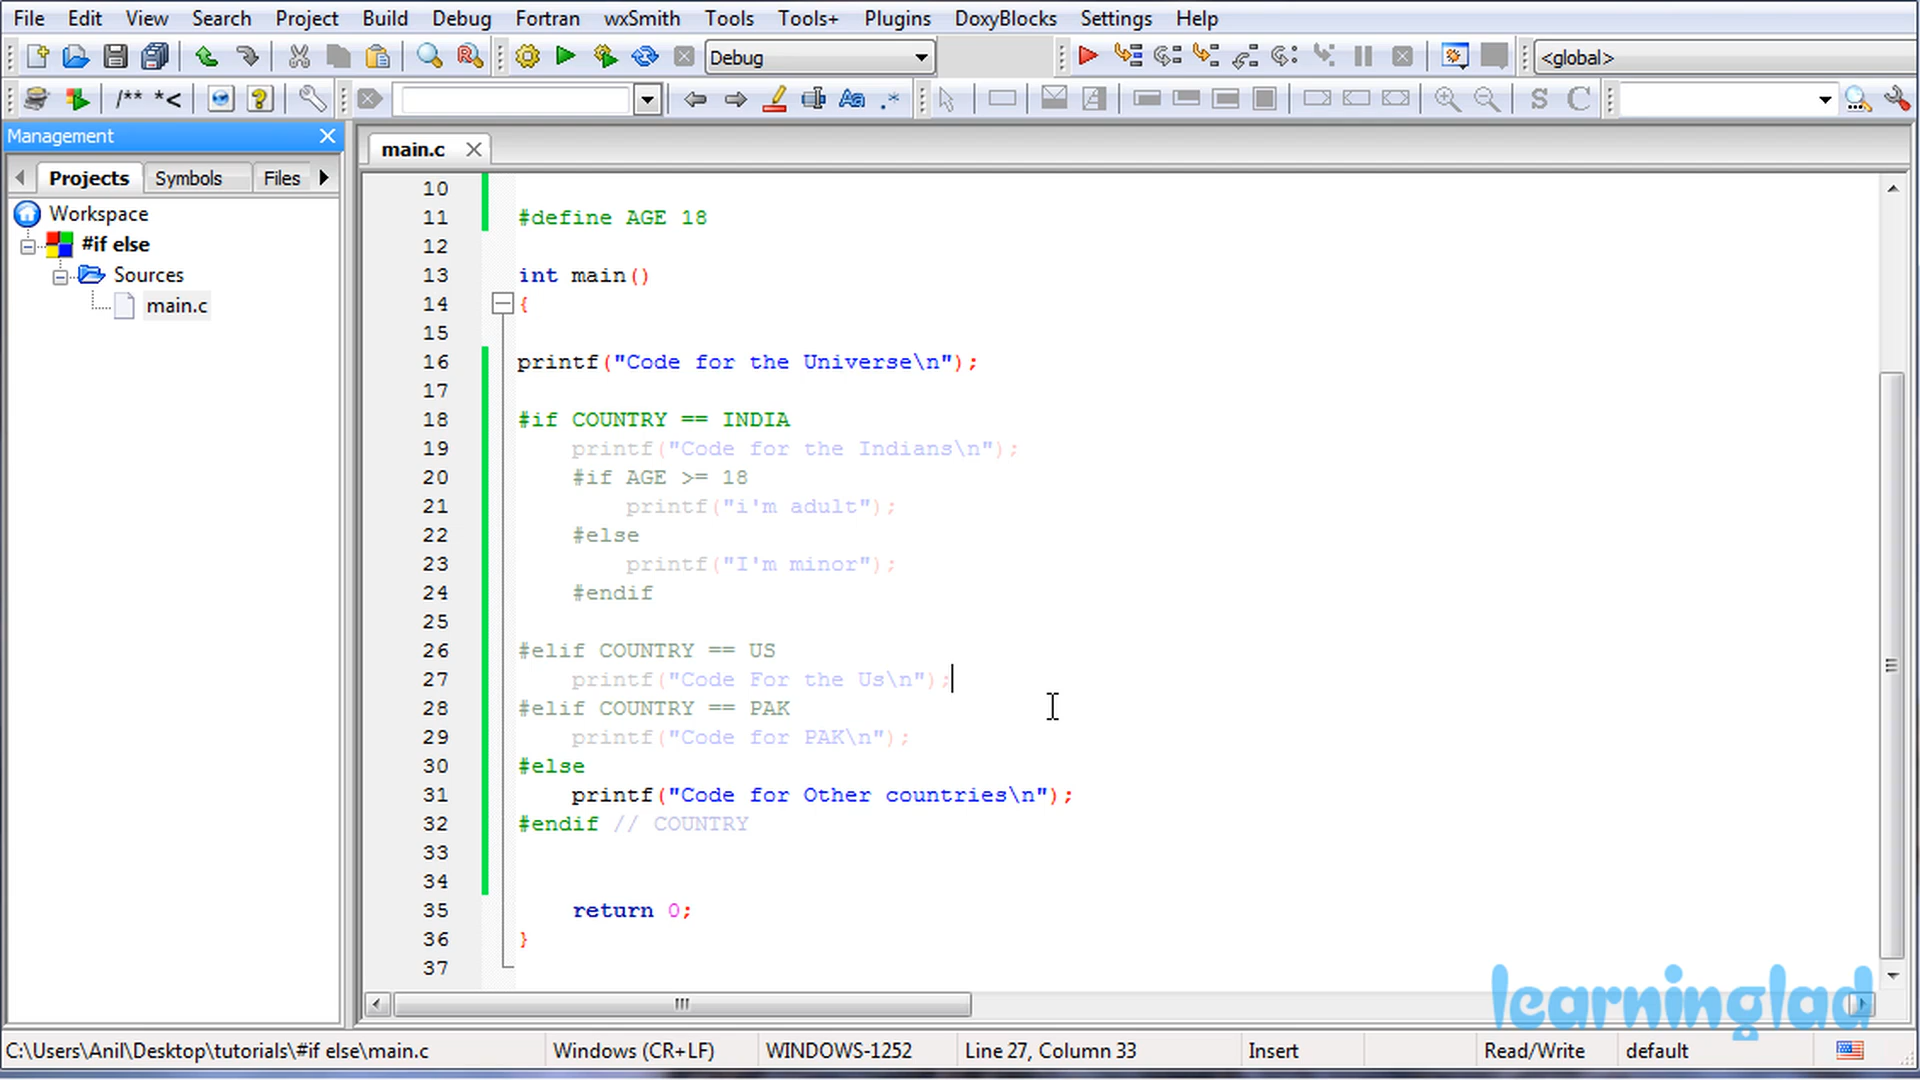 File Edit View Search Project Build Debug Fortran wxSmith Tools Tools+ Plugins DoxyBlocks Settings Help
Debug
<global>
/** *<
Aa .*
S C
Management
main.c
Projects Symbols Files
Workspace
#if else
Sources
main.c
10
11 #define AGE 18
12
13 int main()
14 {
15
16 printf("Code for the Universe\n");
17
18 #if COUNTRY == INDIA
19 printf("Code for the Indians\n");
20 #if AGE >= 18
21 printf("i'm adult");
22 #else
23 printf("I'm minor");
24 #endif
25
26 #elif COUNTRY == US
27 printf("Code For the Us\n");
28 #elif COUNTRY == PAK
29 printf("Code for PAK\n");
30 #else
31 printf("Code for Other countries\n");
32 #endif // COUNTRY
33
34
35 return 0;
36 }
37
learninglad
C:\Users\Anil\Desktop\tutorials\#if else\main.c Windows (CR+LF) WINDOWS-1252 Line 27, Column 33 Insert Read/Write default